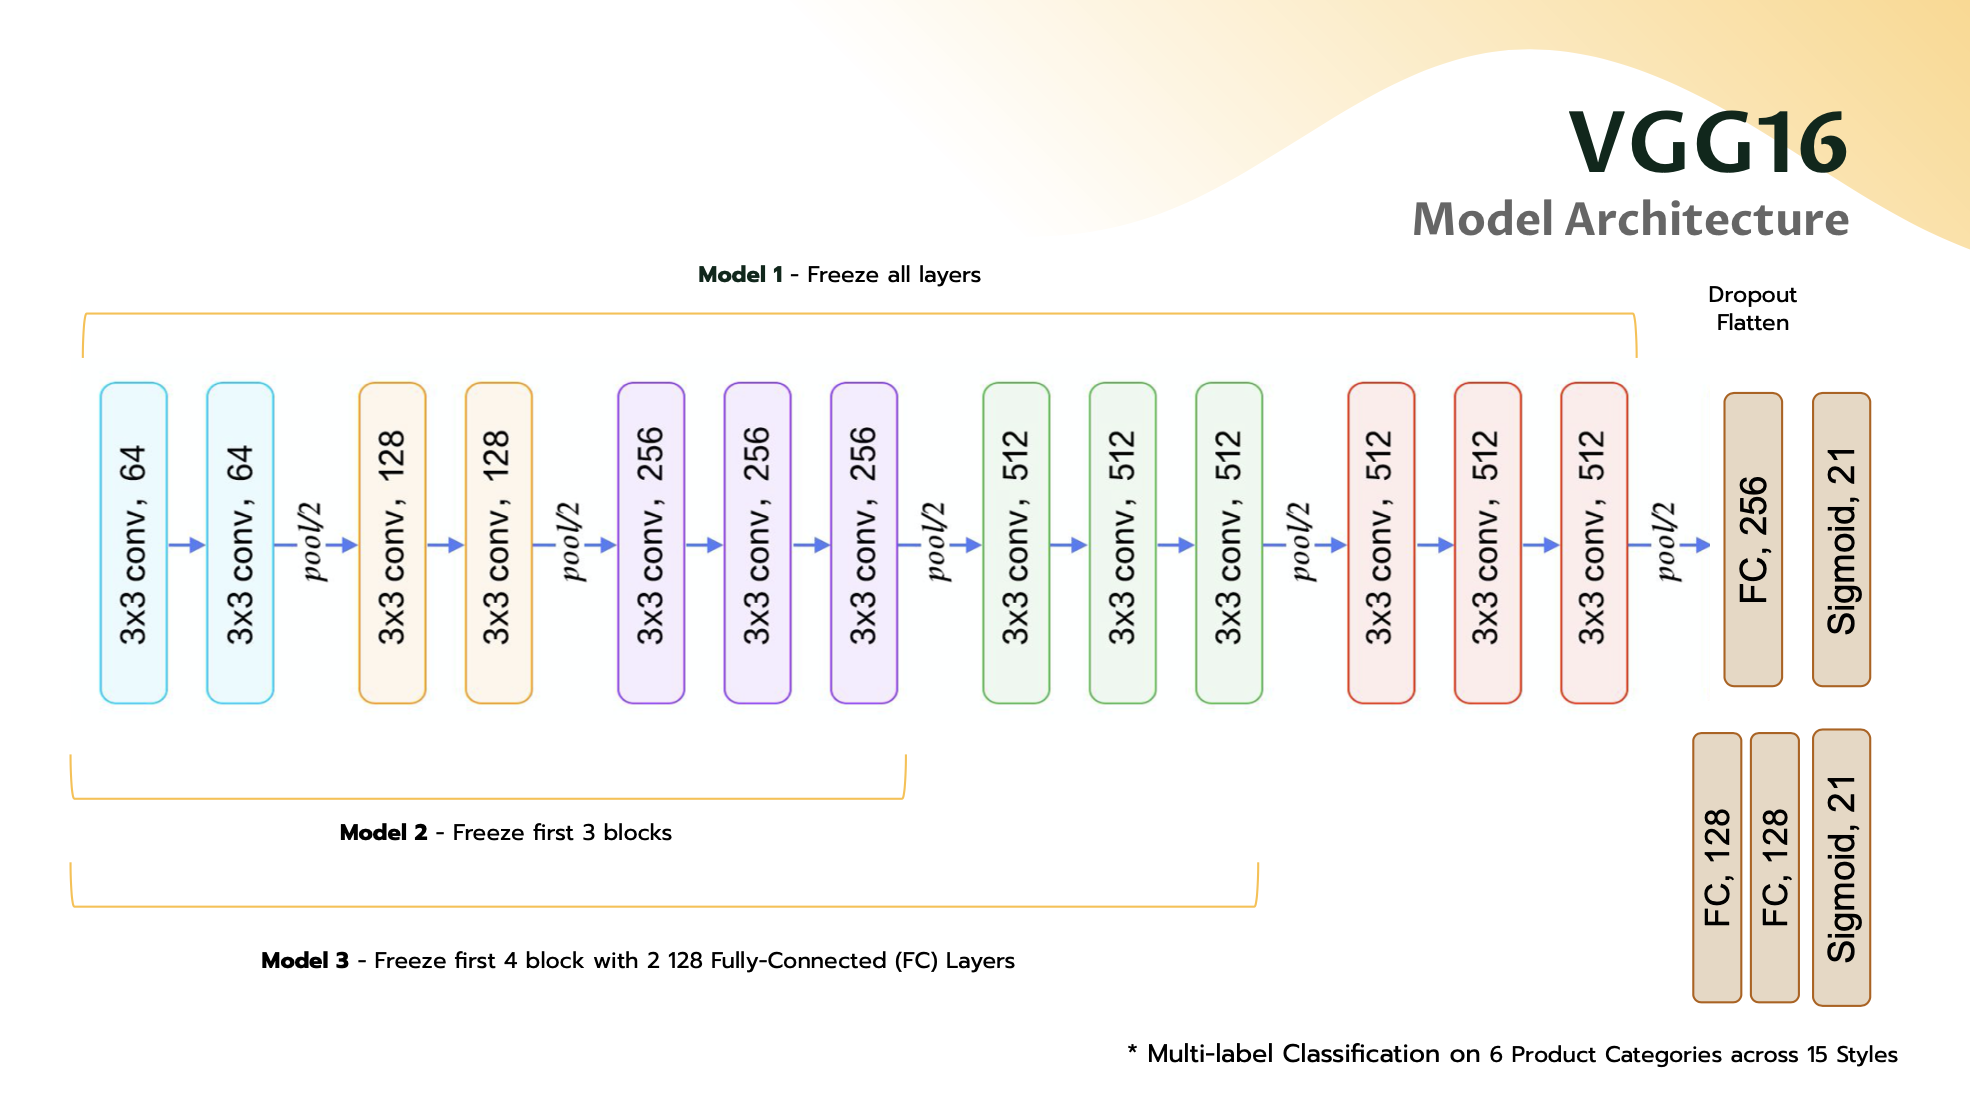 VGG16
Model Architecture
Model 1 - Freeze all layers
Dropout
Flatten
3x3 conv, 64
3x3 conv, 64
pool/2
3x3 conv, 128
3x3 conv, 128
pool/2
3x3 conv, 256
3x3 conv, 256
3x3 conv, 256
pool/2
3x3 conv, 512
3x3 conv, 512
3x3 conv, 512
pool/2
3x3 conv, 512
3x3 conv, 512
3x3 conv, 512
pool/2
FC, 256
Sigmoid, 21
FC, 128
FC, 128
Sigmoid, 21
Model 2 - Freeze first 3 blocks
Model 3 - Freeze first 4 block with 2 128 Fully-Connected (FC) Layers
* Multi-label Classification on 6 Product Categories across 15 Styles